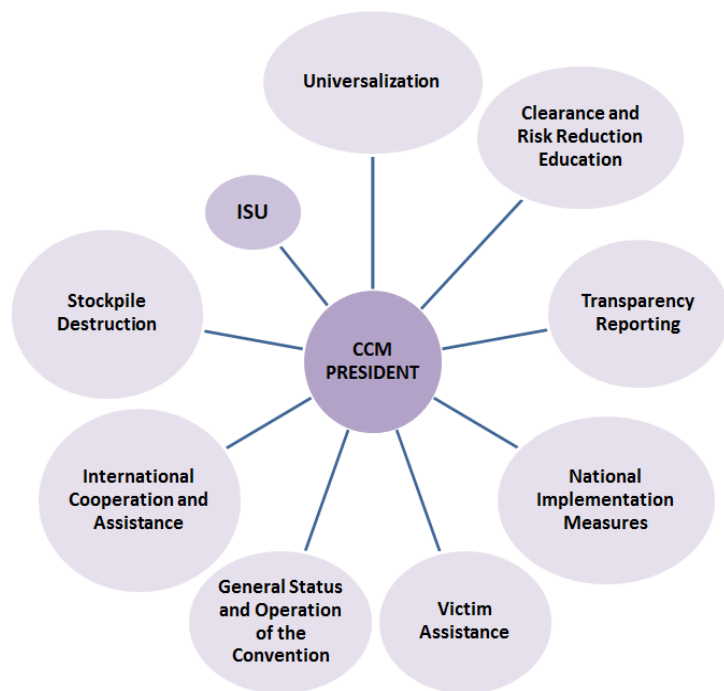 Universalization
Clearance and
Risk Reduction
Education
ISU
Stockpile
Destruction
Transparency
Reporting
CCM
PRESIDENT
International
Cooperation and
Assistance
National
Implementation
Measures
General Status
and Operation
of the
Convention
Victim
Assistance